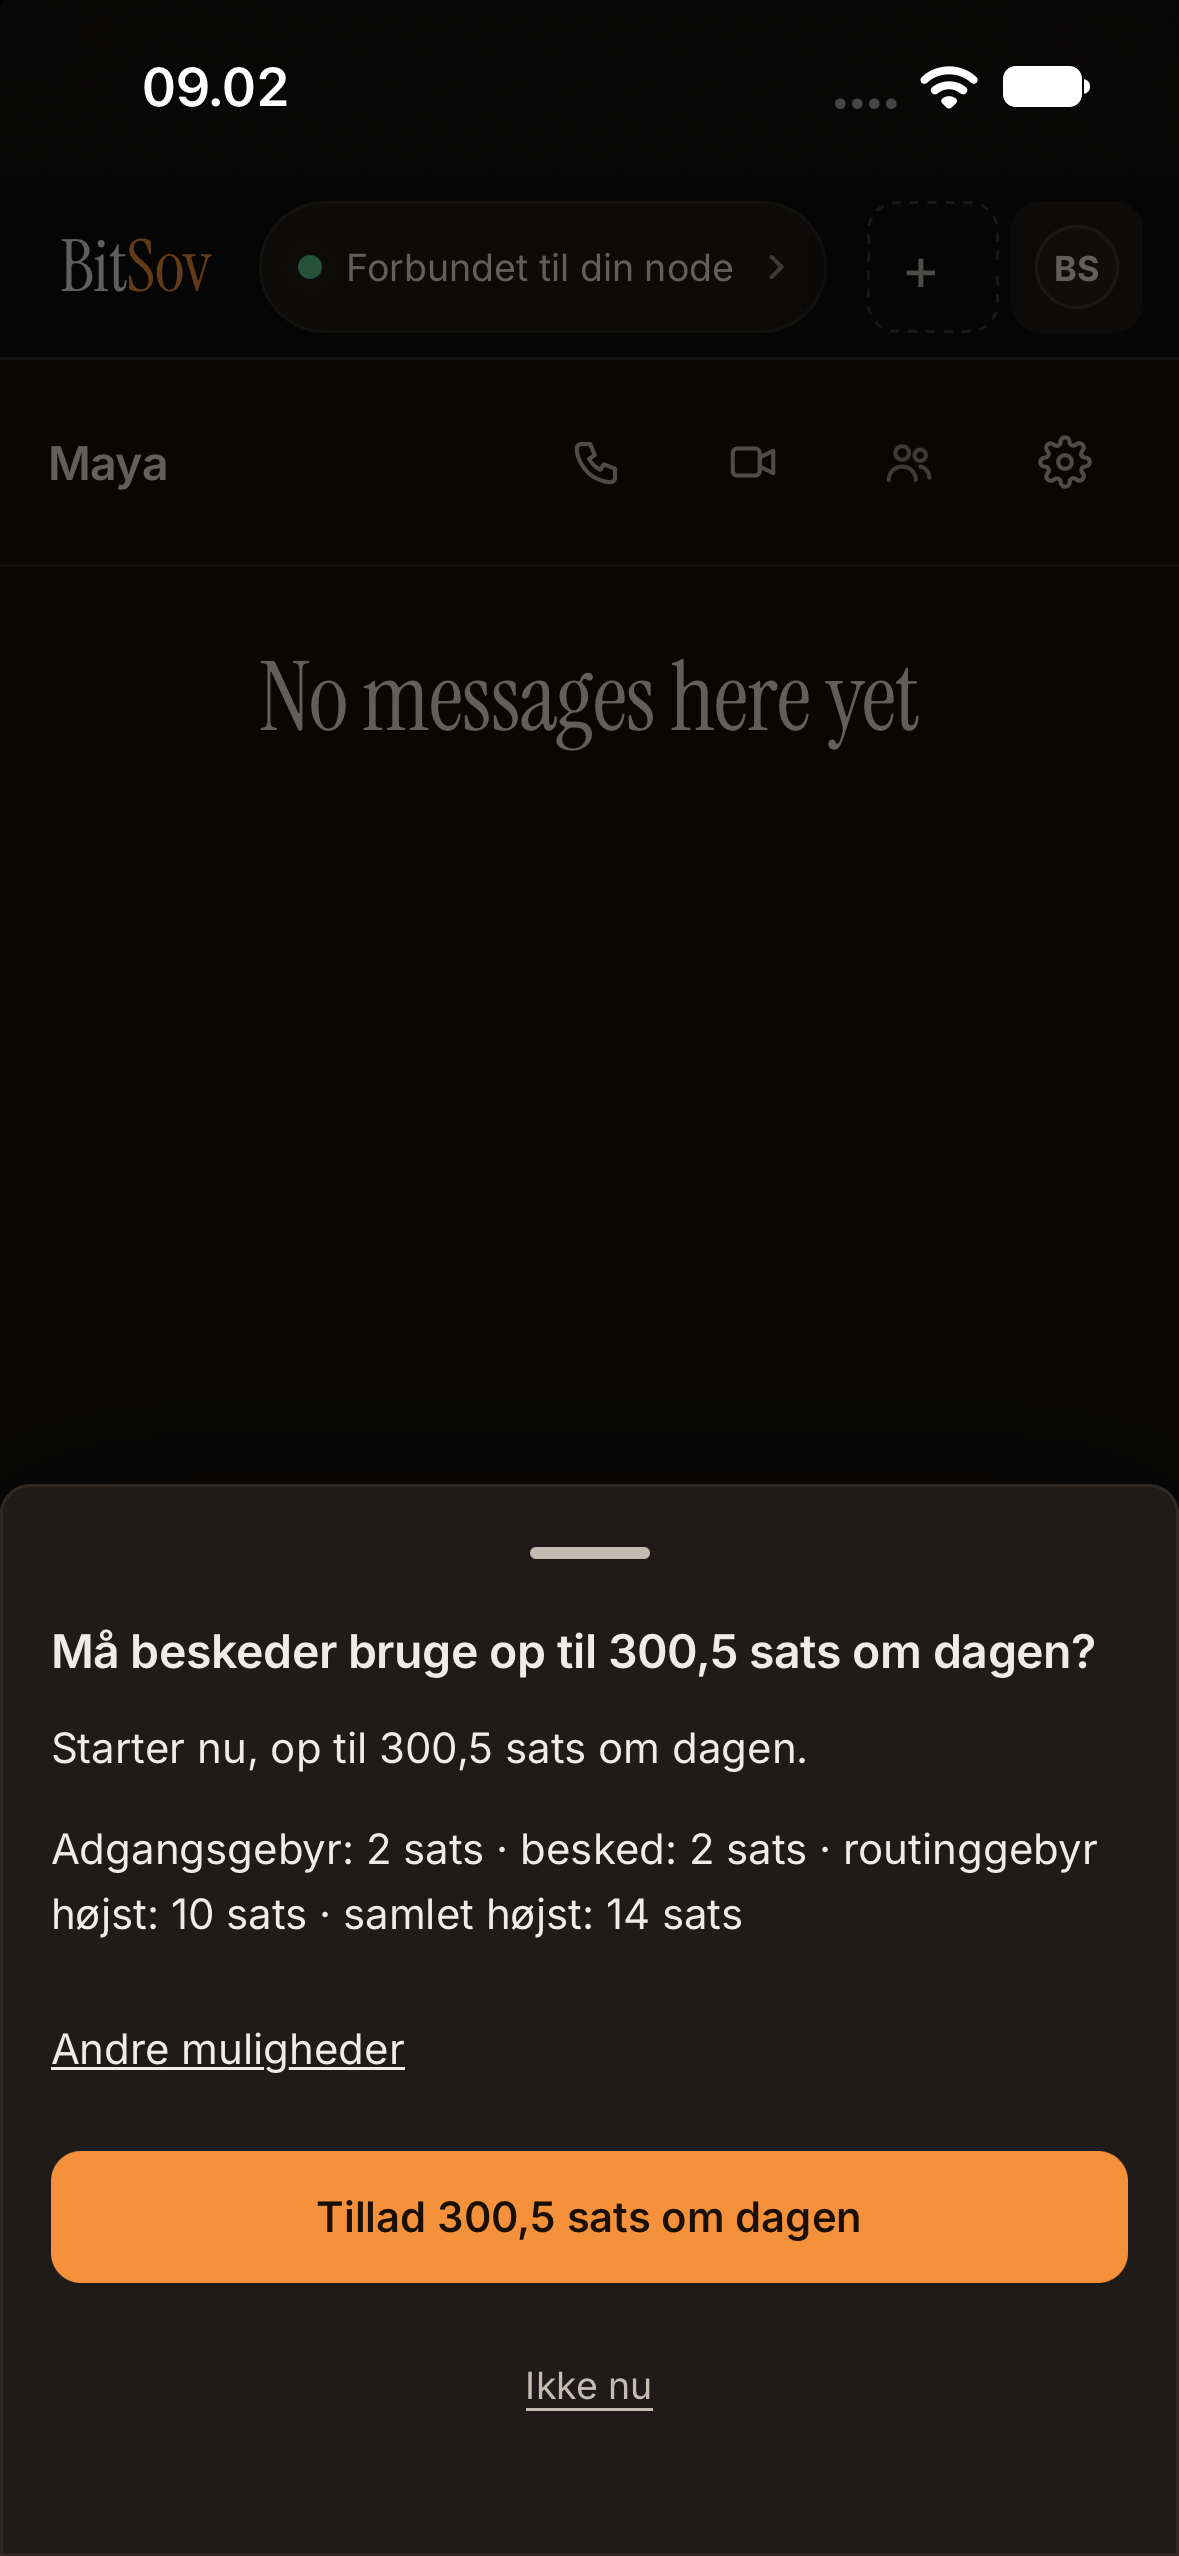 09.02
BitSov
Forbundet til din node
+
BS
Maya
No messages here yet
Må beskeder bruge op til 300,5 sats om dagen?
Starter nu, op til 300,5 sats om dagen.
Adgangsgebyr: 2 sats · besked: 2 sats · routinggebyr
højst: 10 sats · samlet højst: 14 sats
Andre muligheder
Tillad 300,5 sats om dagen
Ikke nu